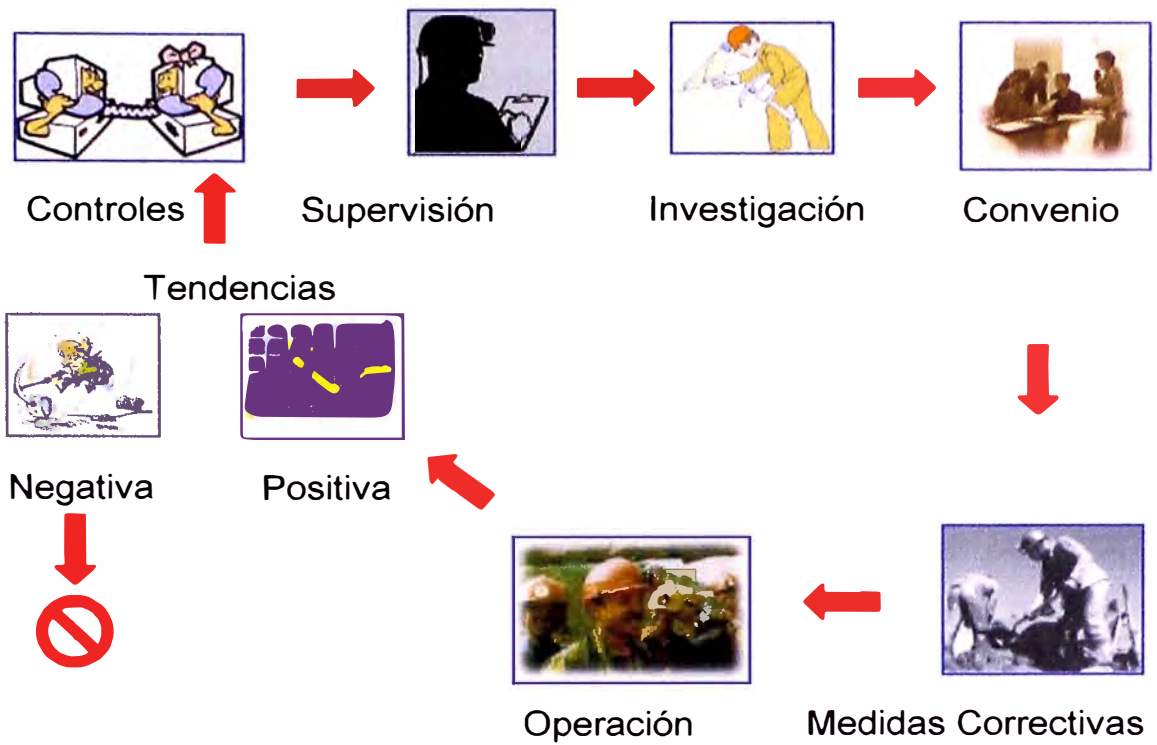 Controles
Supervisión
Investigación
Convenio
Tendencias
Negativa
Positiva
Operación
Medidas Correctivas